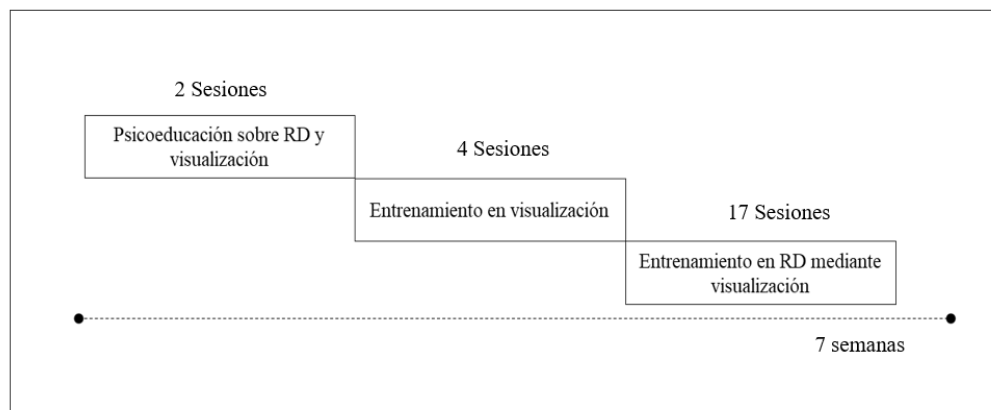 2 Sesiones
Psicoeducación sobre RD y
visualización
4 Sesiones
Entrenamiento en visualización
17 Sesiones
Entrenamiento en RD mediante
visualización
7 semanas